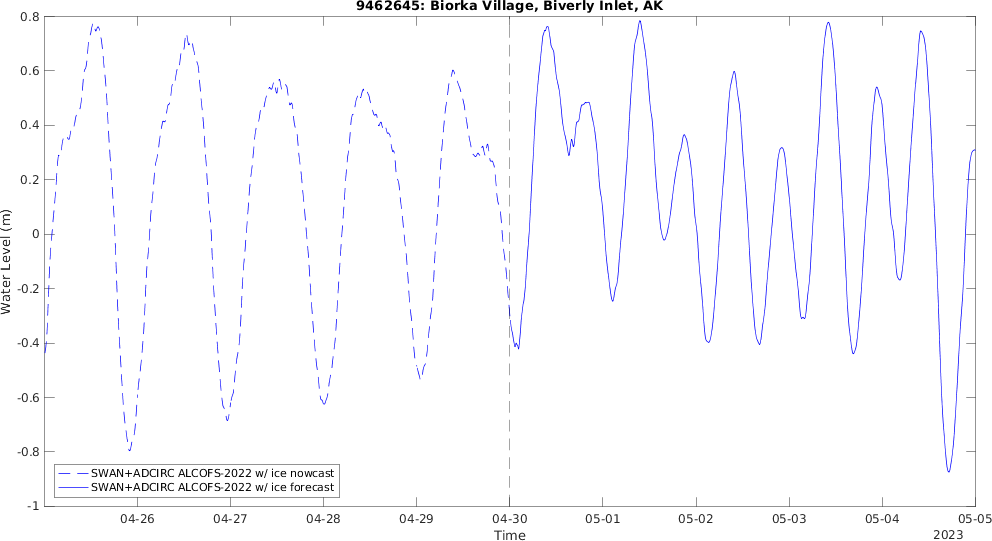 9462645: Biorka Village, Biverly Inlet, AK
Water Level (m)
0.8
0.6
0.4
0.2
0
-0.2
-0.4
-0.6
-0.8
-1
SWAN+ADCIRC ALCOFS-2022 w/ ice nowcast
SWAN+ADCIRC ALCOFS-2022 w/ ice forecast
04-26 04-27 04-28 04-29 04-30 05-01 05-02 05-03 05-04 05-05
Time
2023